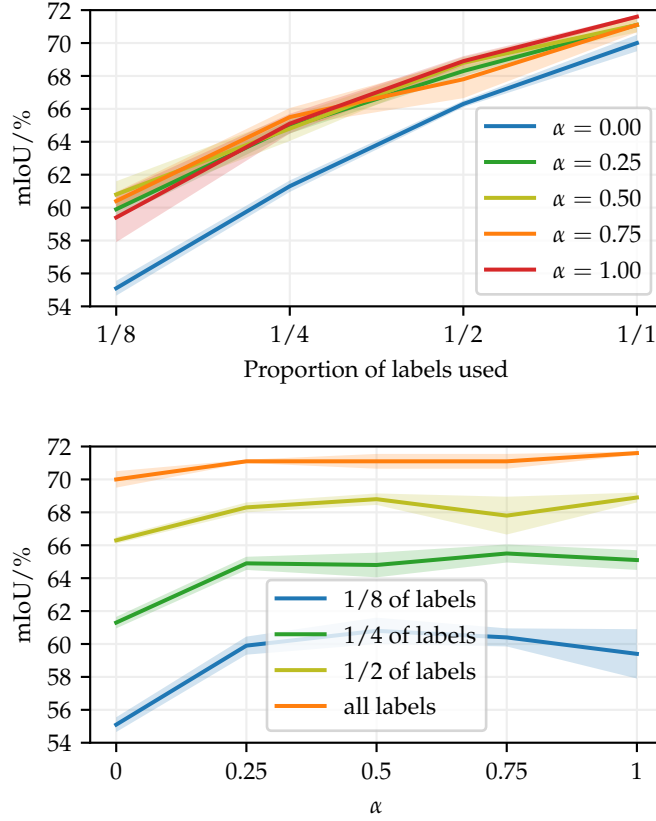 72
70
68
66
64
62
60
58
56
54
mIoU/%
α = 0.00
α = 0.25
α = 0.50
α = 0.75
α = 1.00
1/8 1/4 1/2 1/1
Proportion of labels used
72
70
68
66
64
62
60
58
56
54
mIoU/%
1/8 of labels
1/4 of labels
1/2 of labels
all labels
0 0.25 0.5 0.75 1
α